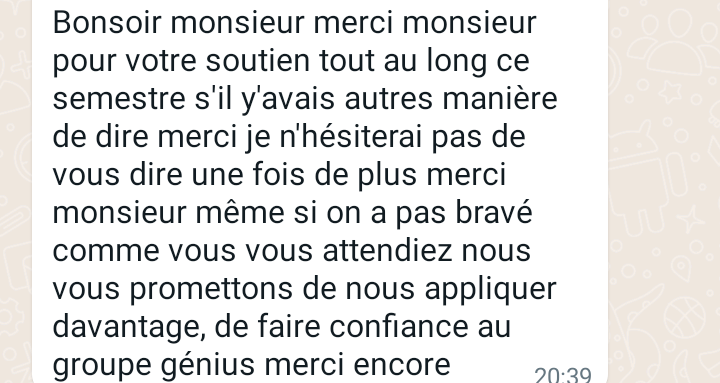 Bonsoir monsieur merci monsieur
pour votre soutien tout au long ce
semestre s'il y'avais autres manière
de dire merci je n'hésiterai pas de
vous dire une fois de plus merci
monsieur même si on a pas bravé
comme vous vous attendiez nous
vous promettons de nous appliquer
davantage, de faire confiance au
groupe génius merci encore
20:39